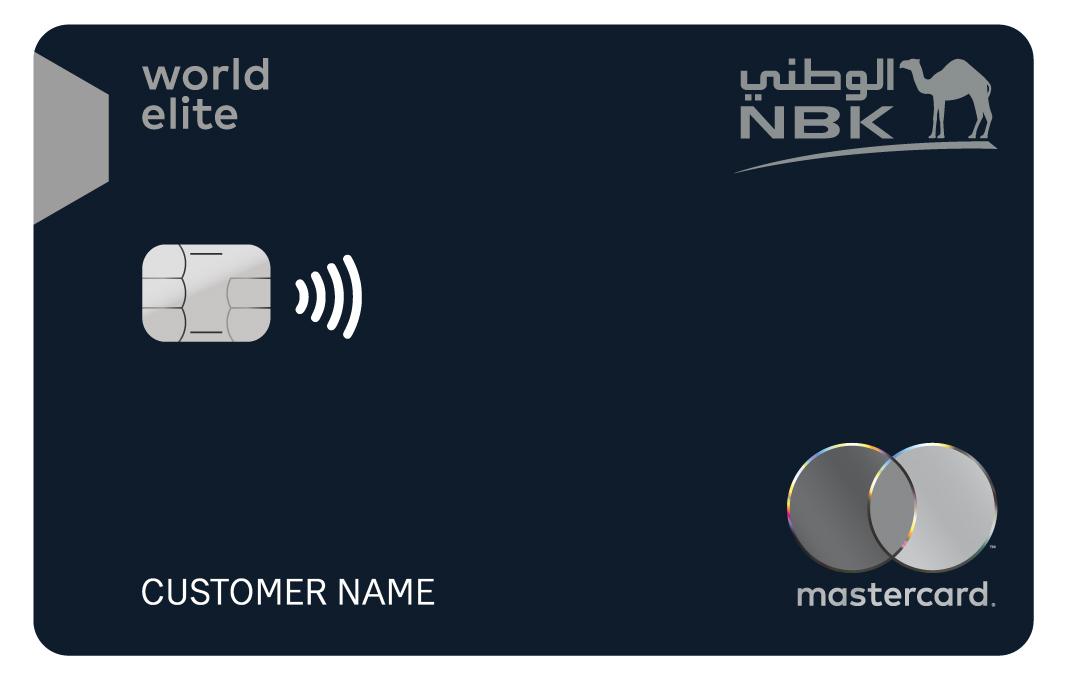 world
elite
الوطني
NBK
CUSTOMER NAME
mastercard.